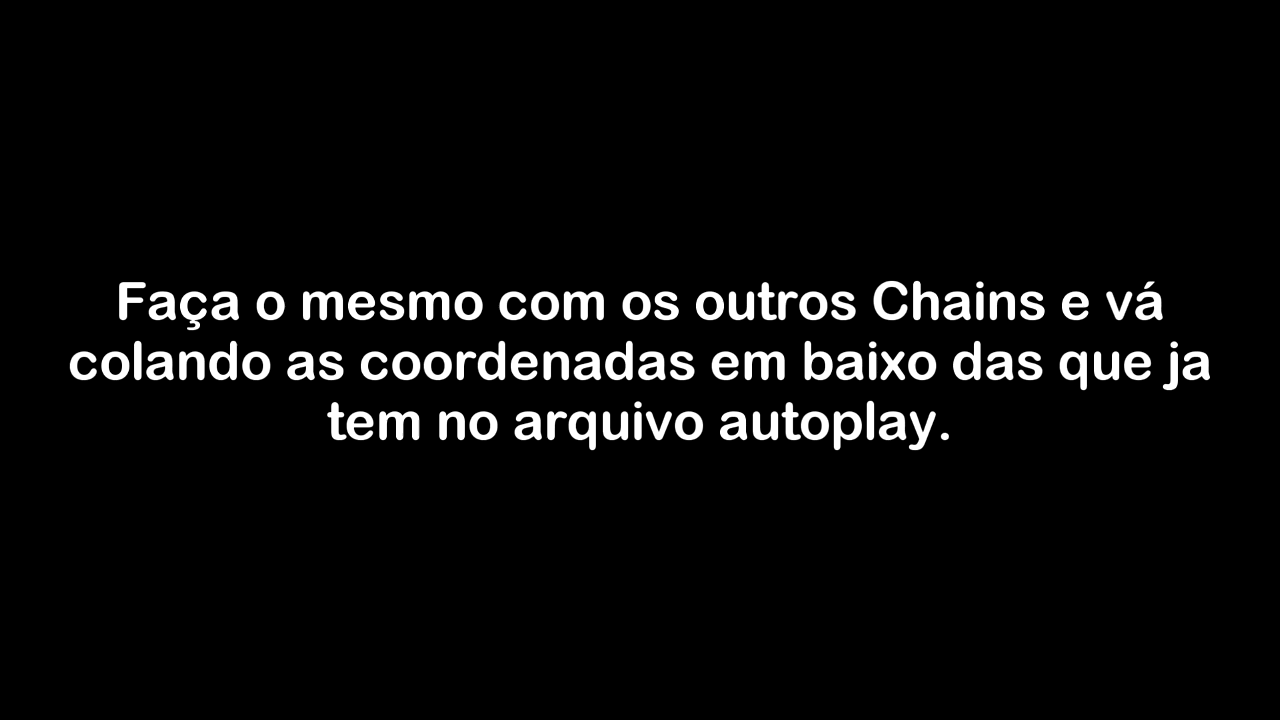 Faça o mesmo com os outros Chains e vá
colando as coordenadas em baixo das que ja
tem no arquivo autoplay.